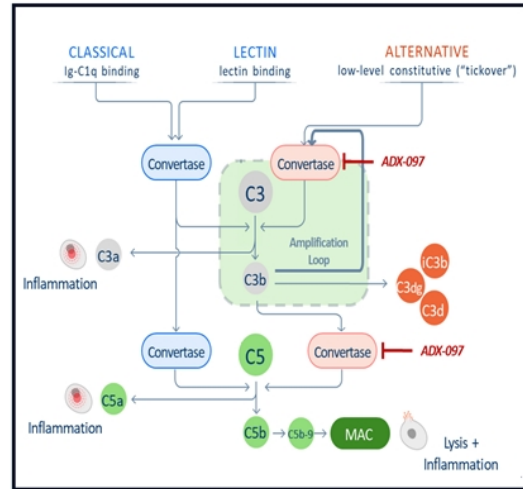 CLASSICAL
Ig-C1q binding
LECTIN
lectin binding
ALTERNATIVE
low-level constitutive ("tickover")
Convertase
Convertase
ADX-097
C3
Amplification
Loop
C3a
Inflammation
C3b
iC3b
C3dg
C3d
Convertase
C5
Convertase
ADX-097
C5a
Inflammation
C5b
C5b-9
MAC
Lysis +
Inflammation